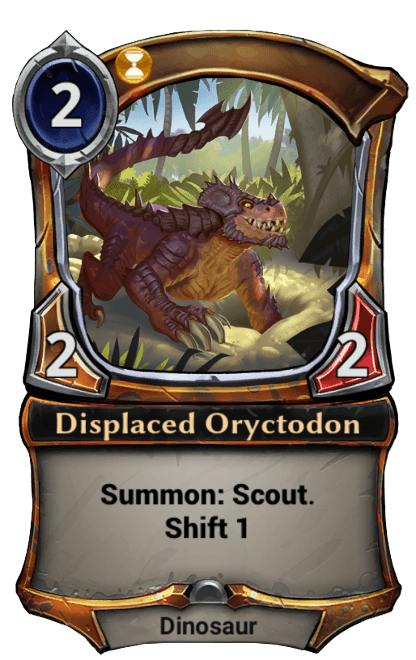 2
2
2
Displaced Oryctodon
Summon: Scout.
Shift 1
Dinosaur